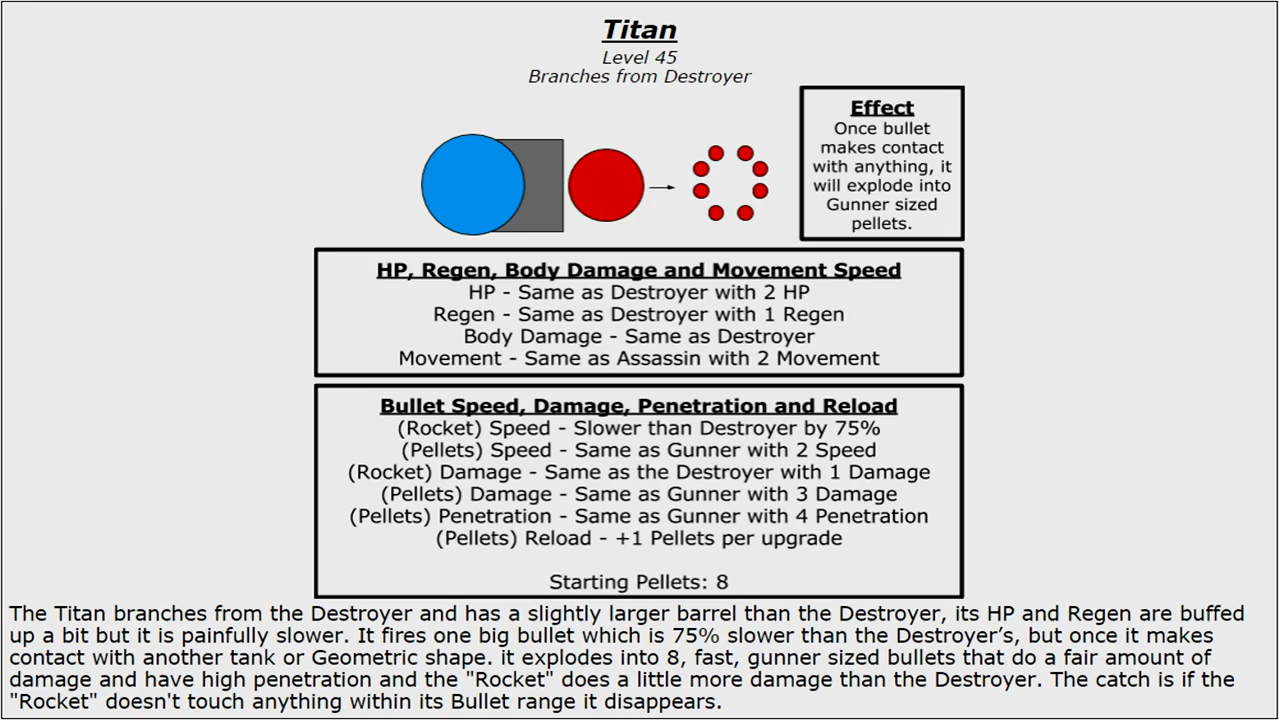 Titan
Level 45
Branches from Destroyer
Effect
Once bullet
makes contact
with anything, it
will explode into
Gunner sized
pellets.
HP, Regen, Body Damage and Movement Speed
HP - Same as Destroyer with 2 HP
Regen - Same as Destroyer with 1 Regen
Body Damage - Same as Destroyer
Movement - Same as Assassin with 2 Movement
Bullet Speed, Damage, Penetration and Reload
(Rocket) Speed - Slower than Destroyer by 75%
(Pellets) Speed - Same as Gunner with 2 Speed
(Rocket) Damage - Same as the Destroyer with 1 Damage
(Pellets) Damage - Same as Gunner with 3 Damage
(Pellets) Penetration - Same as Gunner with 4 Penetration
(Pellets) Reload - +1 Pellets per upgrade
Starting Pellets: 8
The Titan branches from the Destroyer and has a slightly larger barrel than the Destroyer, its HP and Regen are buffed
up a bit but it is painfully slower. It fires one big bullet which is 75% slower than the Destroyer’s, but once it makes
contact with another tank or Geometric shape. it explodes into 8, fast, gunner sized bullets that do a fair amount of
damage and have high penetration and the "Rocket" does a little more damage than the Destroyer. The catch is if the
"Rocket" doesn't touch anything within its Bullet range it disappears.